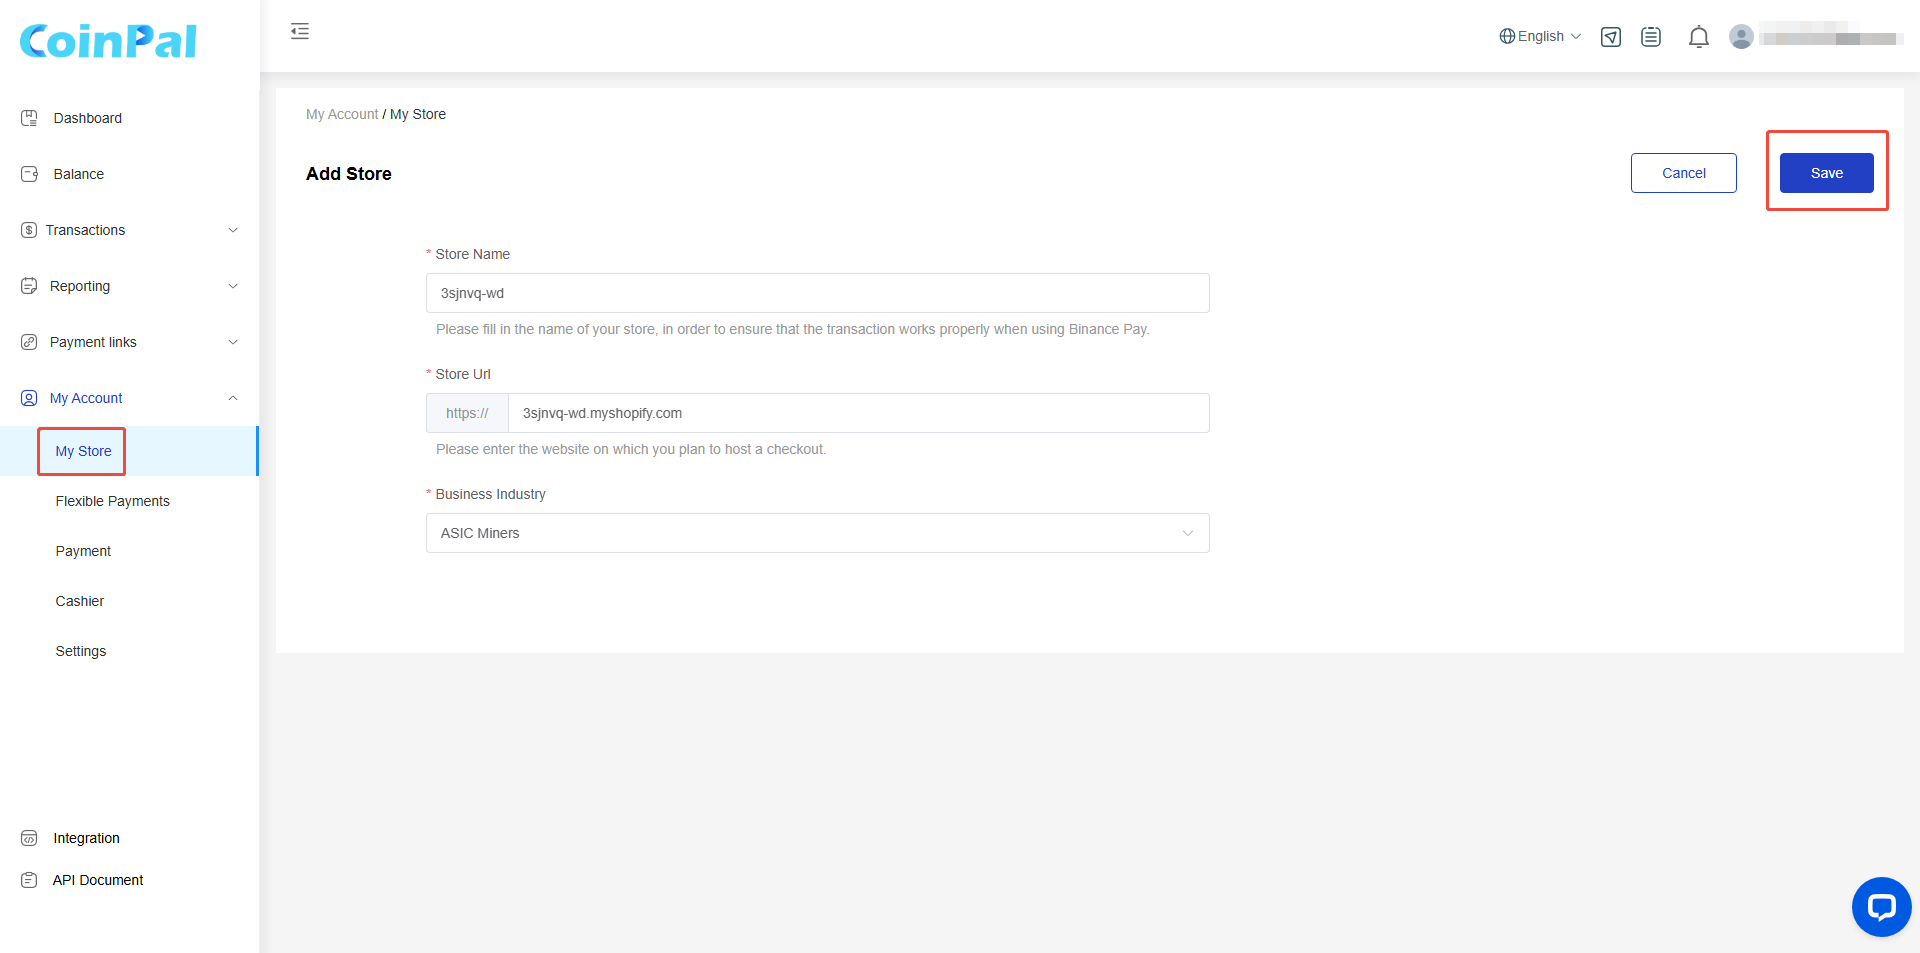 CoinPal
English
Dashboard
Balance
Transactions
Reporting
Payment links
My Account
My Store
Flexible Payments
Payment
Cashier
Settings
Integration
API Document
My Account / My Store
Add Store
Cancel
Save
* Store Name
3sjnvq-wd
Please fill in the name of your store, in order to ensure that the transaction works properly when using Binance Pay.
* Store Url
https:// 3sjnvq-wd.myshopify.com
Please enter the website on which you plan to host a checkout.
* Business Industry
ASIC Miners